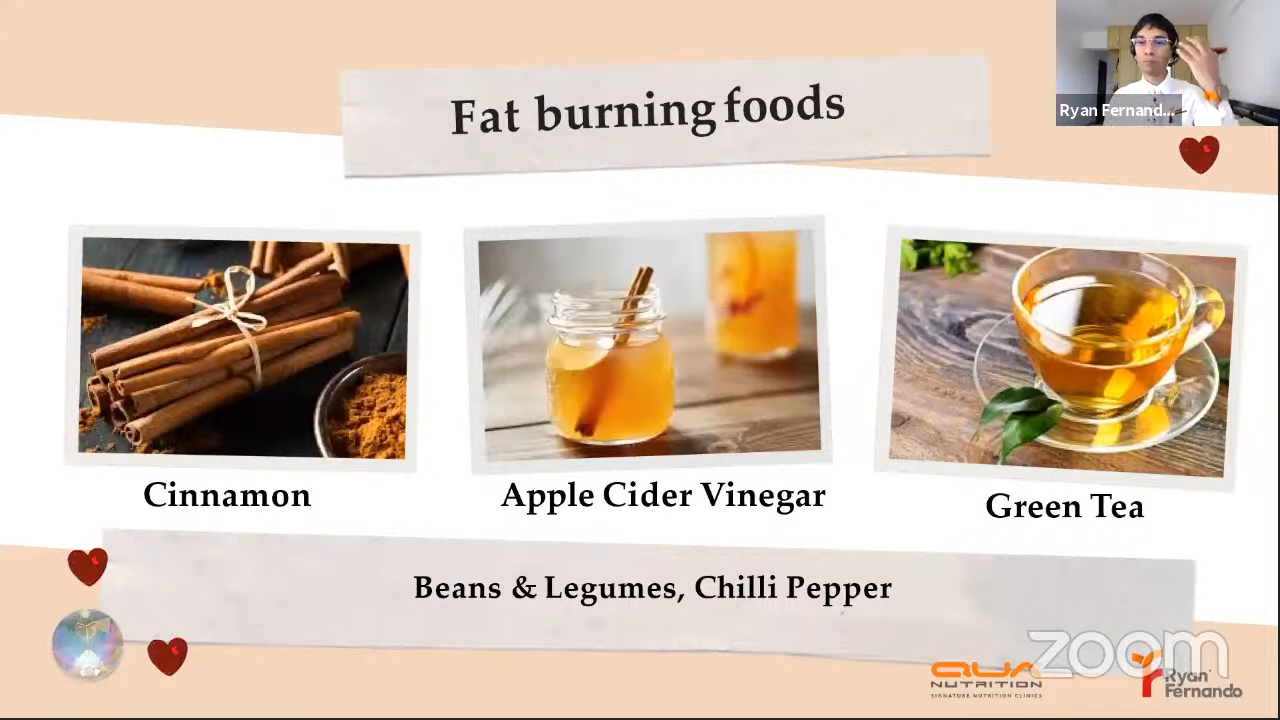 Fat burning foods
Ryan Fernand...
Cinnamon
Apple Cider Vinegar
Green Tea
Beans & Legumes, Chilli Pepper
zoom
QUA
NUTRITION
SIGNATURE NUTRITION CLINICS
Ryan
Fernando